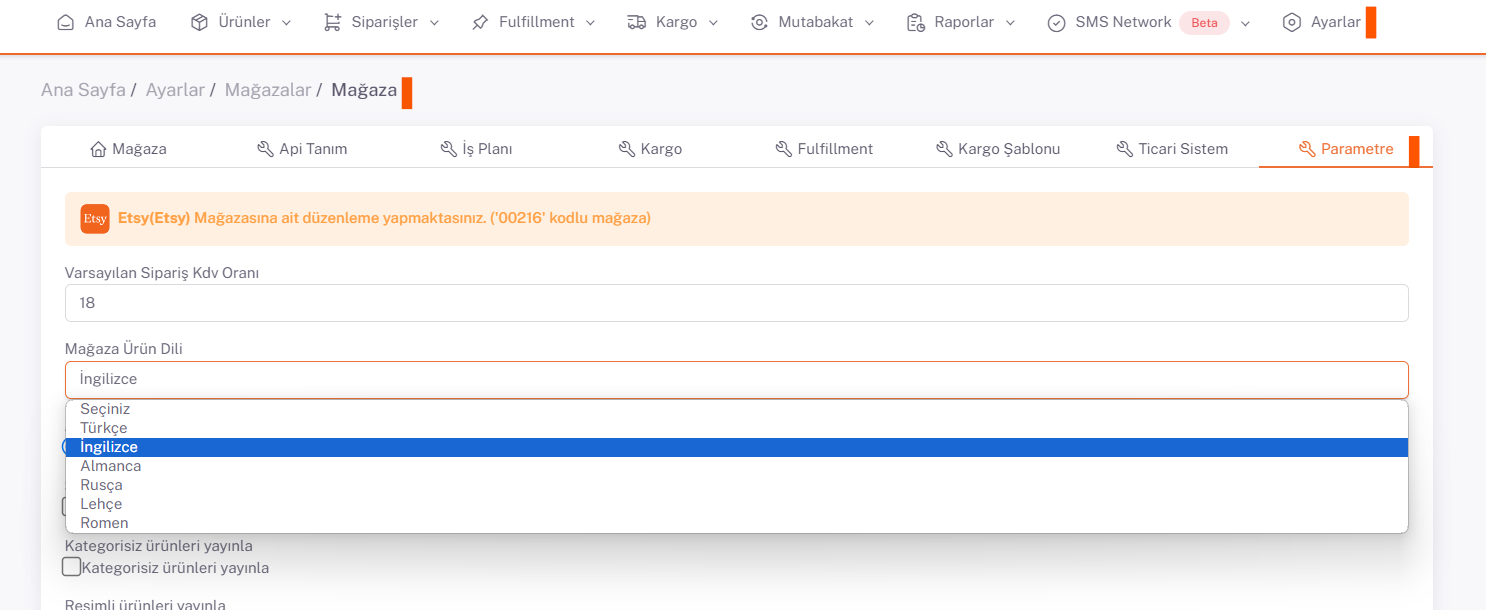 Ana Sayfa Ürünler Siparişler Fulfillment Kargo Mutabakat Raporlar SMS Network Beta Ayarlar
Ana Sayfa / Ayarlar / Mağazalar / Mağaza
Mağaza Api Tanım İş Planı Kargo Fulfillment Kargo Şablonu Ticari Sistem Parametre
Etsy Etsy(Etsy) Mağazasına ait düzenleme yapmaktasınız. ('00216' kodlu mağaza)
Varsayılan Sipariş Kdv Oranı
18
Mağaza Ürün Dili
İngilizce
Seçiniz
Türkçe
İngilizce
Almanca
Rusça
Lehçe
Romen
Kategorisiz ürünleri yayınla
Kategorisiz ürünleri yayınla
Resimli ürünleri yayınla